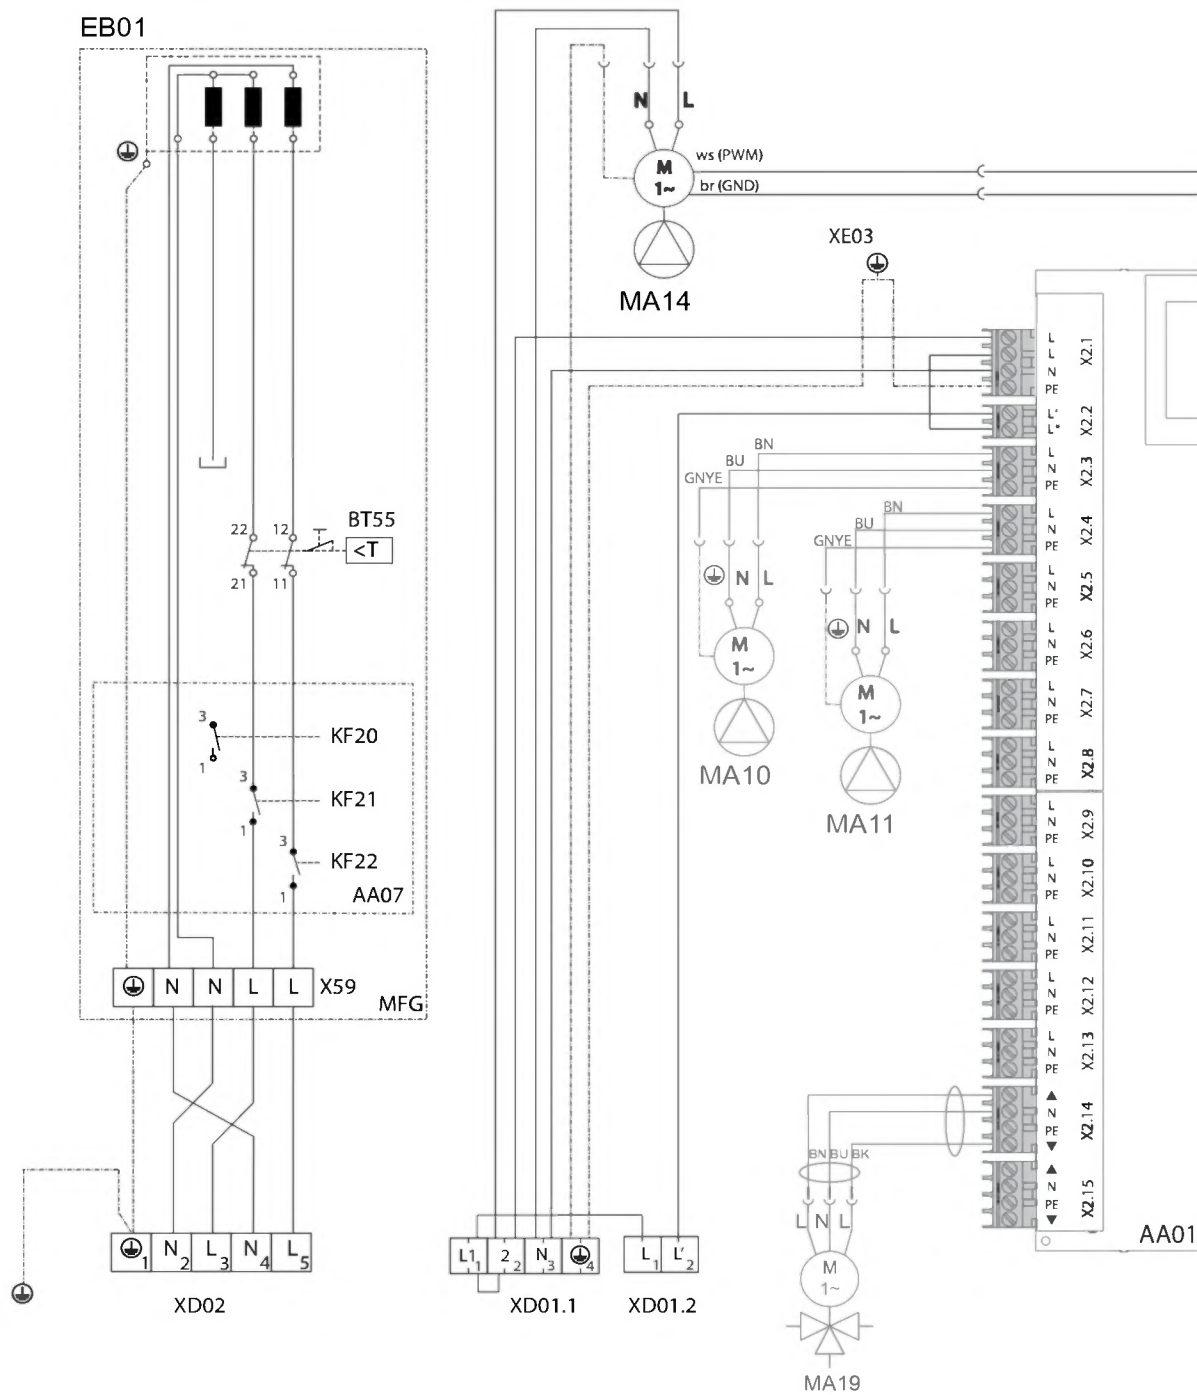 EB01
N L
M
1~
ws (PWM)
br (GND)
MA14
XE03
L
L
N
PE
X2.1
L'
L*
X2.2
L
N
PE
X2.3
L
N
PE
X2.4
L
N
PE
X2.5
L
N
PE
X2.6
L
N
PE
X2.7
L
N
PE
X2.8
L
N
PE
X2.9
L
N
PE
X2.10
L
N
PE
X2.11
L
N
PE
X2.12
L
N
PE
X2.13
▲
N
PE
▼
X2.14
▲
N
PE
▼
X2.15
AA01
GNYE BU BN
N L
M
1~
MA10
GNYE BU BN
N L
M
1~
MA11
BN BU BK
L N L
M
1~
MA19
22 12
BT55
<T
21 11
3
1
KF20
3
1
KF21
3
1
KF22
AA07
N N L L X59
MFG
1 N2 L3 N4 L5
XD02
L1 1 2 2 N 3 4
XD01.1
L 1 L' 2
XD01.2